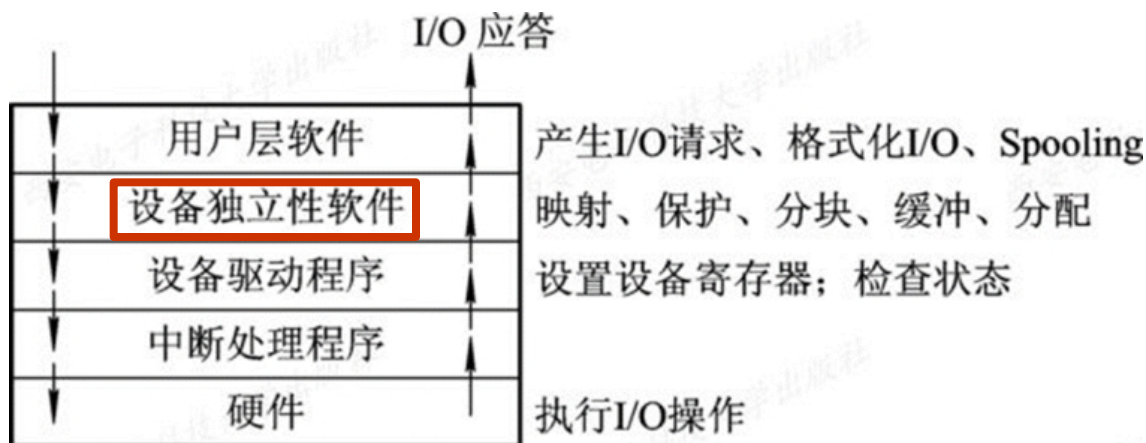 I/O 应答
用户层软件 产生I/O请求、格式化I/O、Spooling
设备独立性软件 映射、保护、分块、缓冲、分配
设备驱动程序 设置设备寄存器；检查状态
中断处理程序
硬件 执行I/O操作